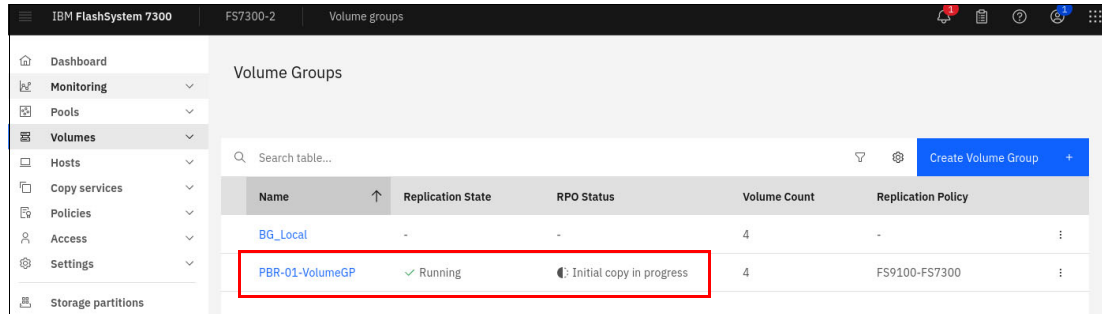 IBM FlashSystem 7300 FS7300-2 Volume groups 1 1
Dashboard
Volume Groups
Monitoring
Pools
Volumes
Hosts
Search table... Create Volume Group +
Copy services
Name Replication State RPO Status Volume Count Replication Policy
Policies
BG_Local - - 4 -
Access
Settings
PBR-01-VolumeGP Running Initial copy in progress 4 FS9100-FS7300
Storage partitions